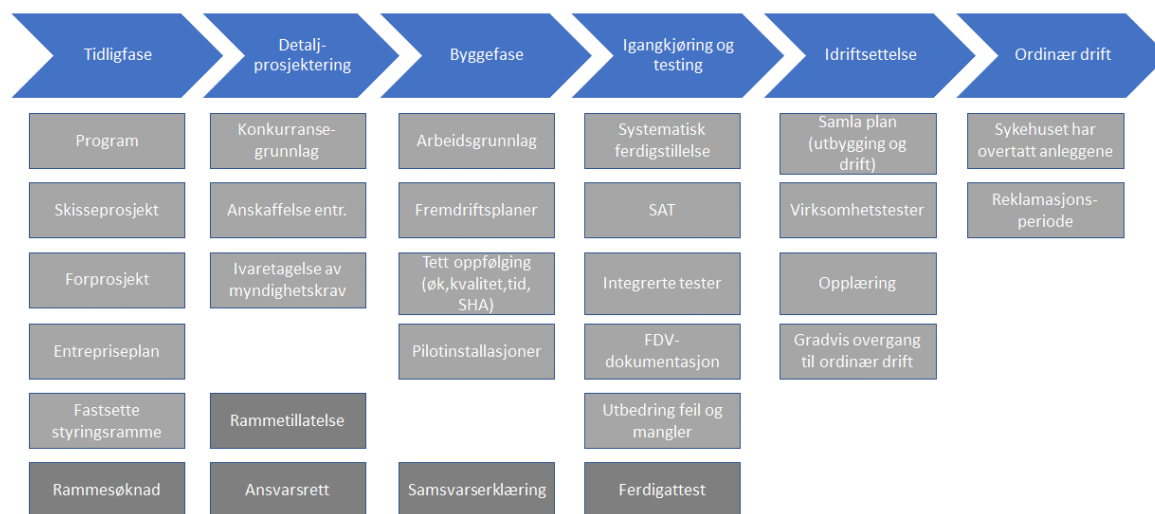 Tidligfase
Detalj-
prosjektering
Byggefase
Igangkjøring og
testing
Idriftsettelse
Ordinær drift
Program
Konkurranse-
grunnlag
Arbeidsgrunnlag
Systematisk
ferdigstillelse
Samla plan
(utbygging og
drift)
Sykehuset har
overtatt anleggene
Skisseprosjekt
Anskaffelse entr.
Fremdriftsplaner
SAT
Virksomhetstester
Reklamasjons-
periode
Forprosjekt
Ivaretagelse av
myndighetskrav
Tett oppfølging
(øk,kvalitet,tid,
SHA)
Integrerte tester
Opplæring
Entrepriseplan
Pilotinstallasjoner
FDV-
dokumentasjon
Gradvis overgang
til ordinær drift
Fastsette
styringsramme
Rammetillatelse
Utbedring feil og
mangler
Rammesøknad
Ansvarsrett
Samsvarserklæring
Ferdigattest